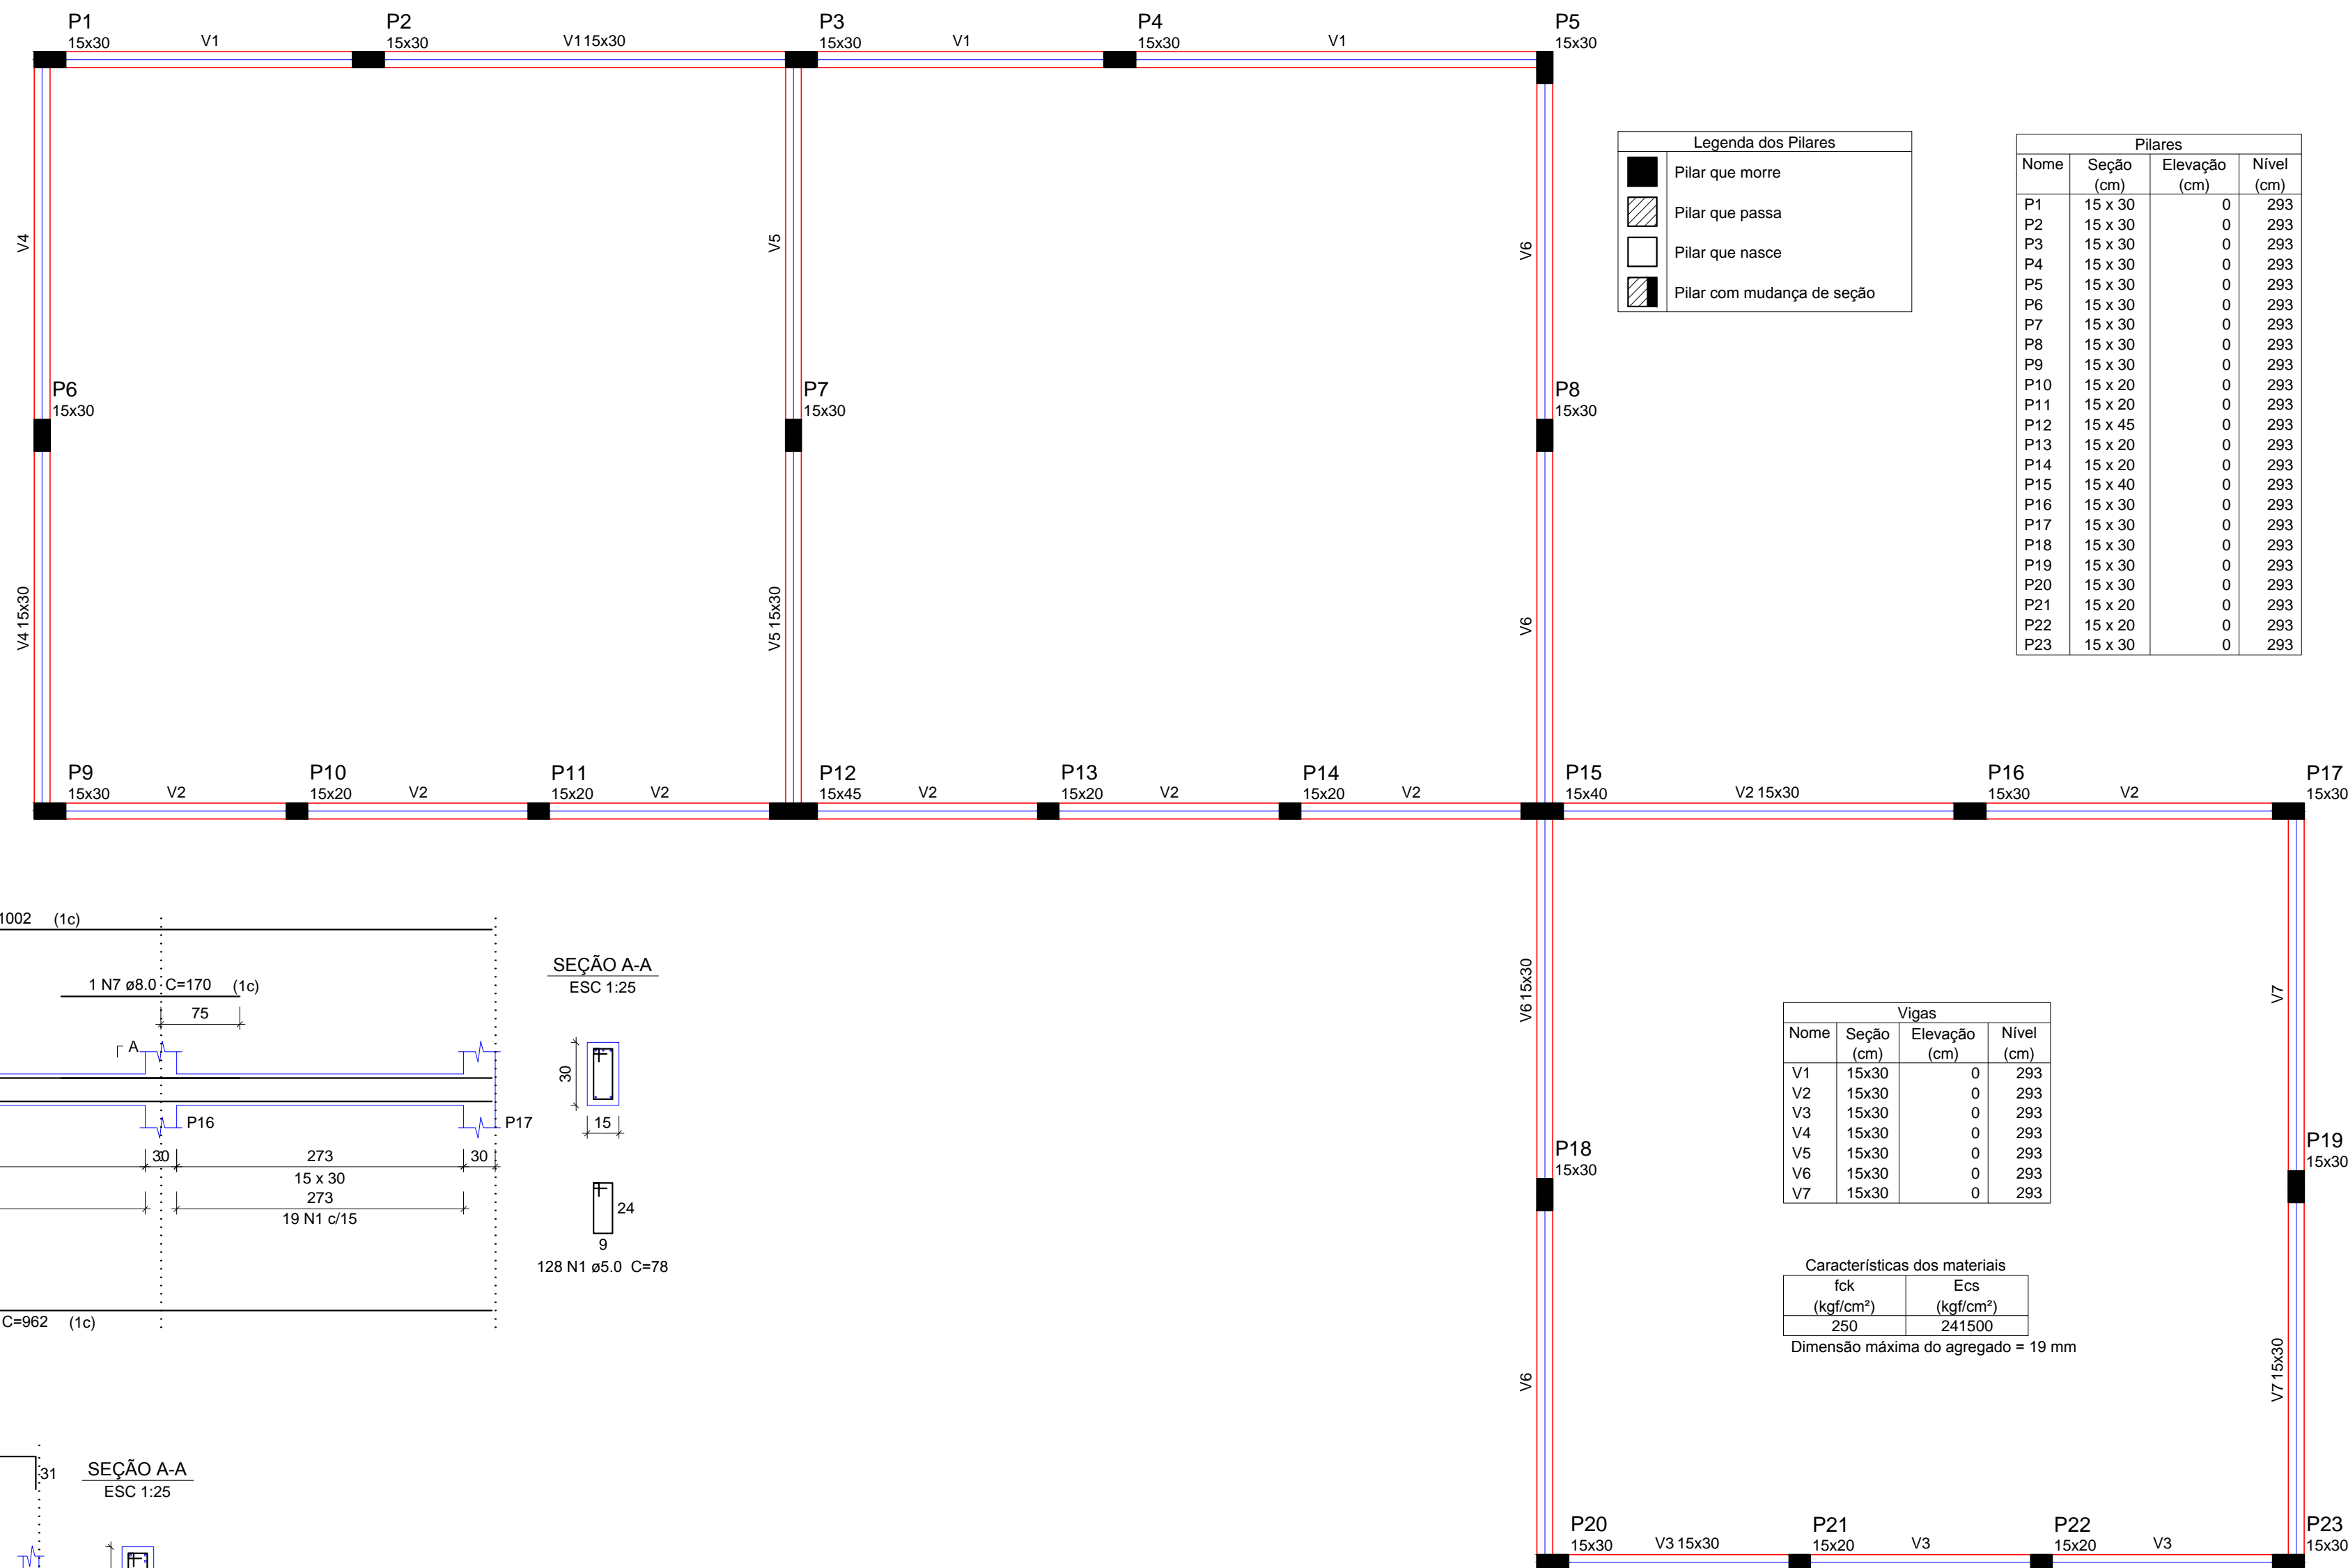 P1
15x30
V1
P2
15x30
V1 15x30
P3
15x30
V1
P4
15x30
V1
P5
15x30
V4
V5
V6
Legenda dos Pilares
Pilar que morre
Pilar que passa
Pilar que nasce
Pilar com mudança de seção
Pilares
Nome Seção Elevação Nível
(cm) (cm) (cm)
P1 15 x 30 0 293
P2 15 x 30 0 293
P3 15 x 30 0 293
P4 15 x 30 0 293
P5 15 x 30 0 293
P6 15 x 30 0 293
P7 15 x 30 0 293
P8 15 x 30 0 293
P9 15 x 30 0 293
P10 15 x 20 0 293
P11 15 x 20 0 293
P12 15 x 45 0 293
P13 15 x 20 0 293
P14 15 x 20 0 293
P15 15 x 40 0 293
P16 15 x 30 0 293
P17 15 x 30 0 293
P18 15 x 30 0 293
P19 15 x 30 0 293
P20 15 x 30 0 293
P21 15 x 20 0 293
P22 15 x 20 0 293
P23 15 x 30 0 293
P6
15x30
P7
15x30
P8
15x30
V4 15x30
V5 15x30
V6
P9
15x30
V2
P10
15x20
V2
P11
15x20
V2
P12
15x45
V2
P13
15x20
V2
P14
15x20
V2
P15
15x40
V2 15x30
P16
15x30
V2
P17
15x30
1002 (1c)
1 N7 ø8.0 C=170 (1c)
75
A
P16
P17
30 273 30
15 x 30
273
19 N1 c/15
C=962 (1c)
SEÇÃO A-A
ESC 1:25
30
15
24
9
128 N1 ø5.0 C=78
V6 15x30
V7
Vigas
Nome Seção Elevação Nível
(cm) (cm) (cm)
V1 15x30 0 293
V2 15x30 0 293
V3 15x30 0 293
V4 15x30 0 293
V5 15x30 0 293
V6 15x30 0 293
V7 15x30 0 293
P18
15x30
P19
15x30
Características dos materiais
fck Ecs
(kgf/cm²) (kgf/cm²)
250 241500
Dimensão máxima do agregado = 19 mm
V6
V7 15x30
31
SEÇÃO A-A
ESC 1:25
P20
15x30
V3 15x30
P21
15x20
V3
P22
15x20
V3
P23
15x30